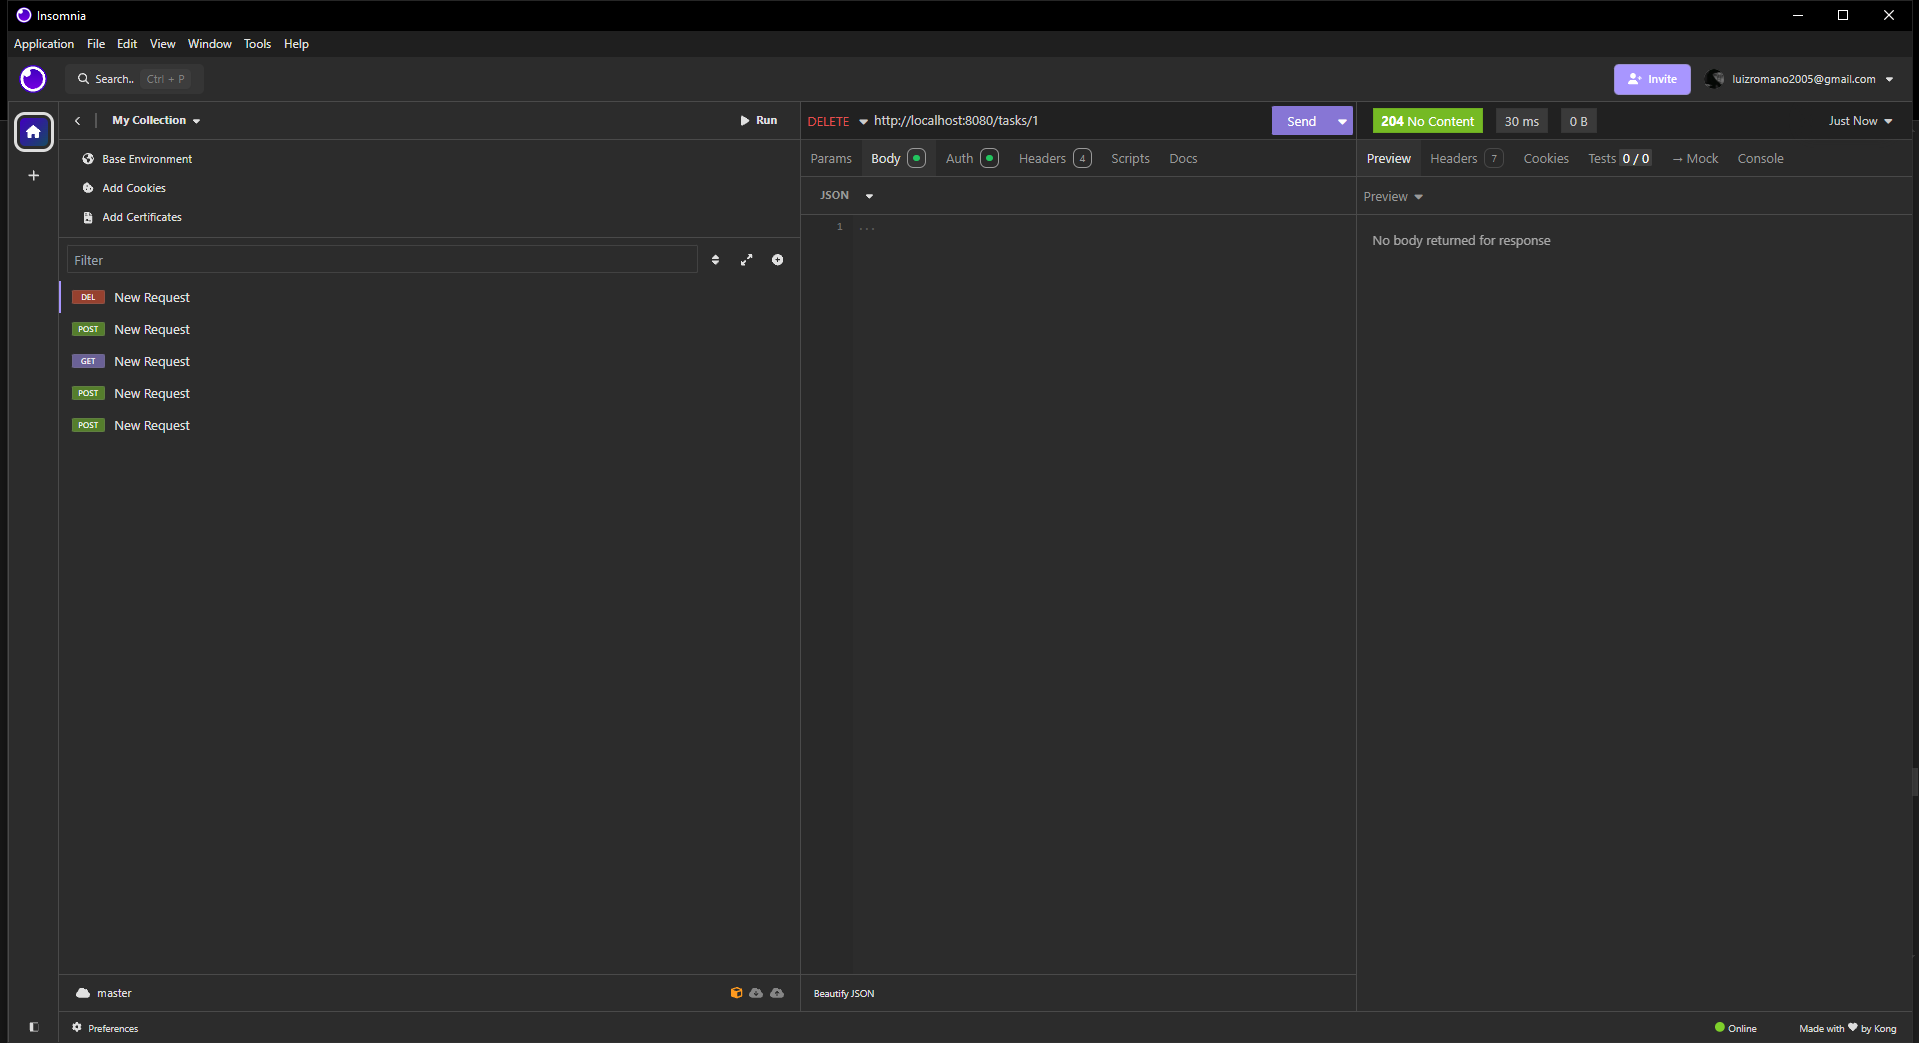 Insomnia
Application File Edit View Window Tools Help
Search.. Ctrl + P
Invite luizromano2005@gmail.com
My Collection Run
DELETE http://localhost:8080/tasks/1 Send
204 No Content 30 ms 0 B Just Now
Base Environment
Add Cookies
Add Certificates
Params Body Auth Headers 4 Scripts Docs
Preview Headers 7 Cookies Tests 0 / 0 → Mock Console
JSON
Preview
1 ...
No body returned for response
Filter
DEL New Request
POST New Request
GET New Request
POST New Request
POST New Request
master
Beautify JSON
Preferences
Online Made with ♥ by Kong